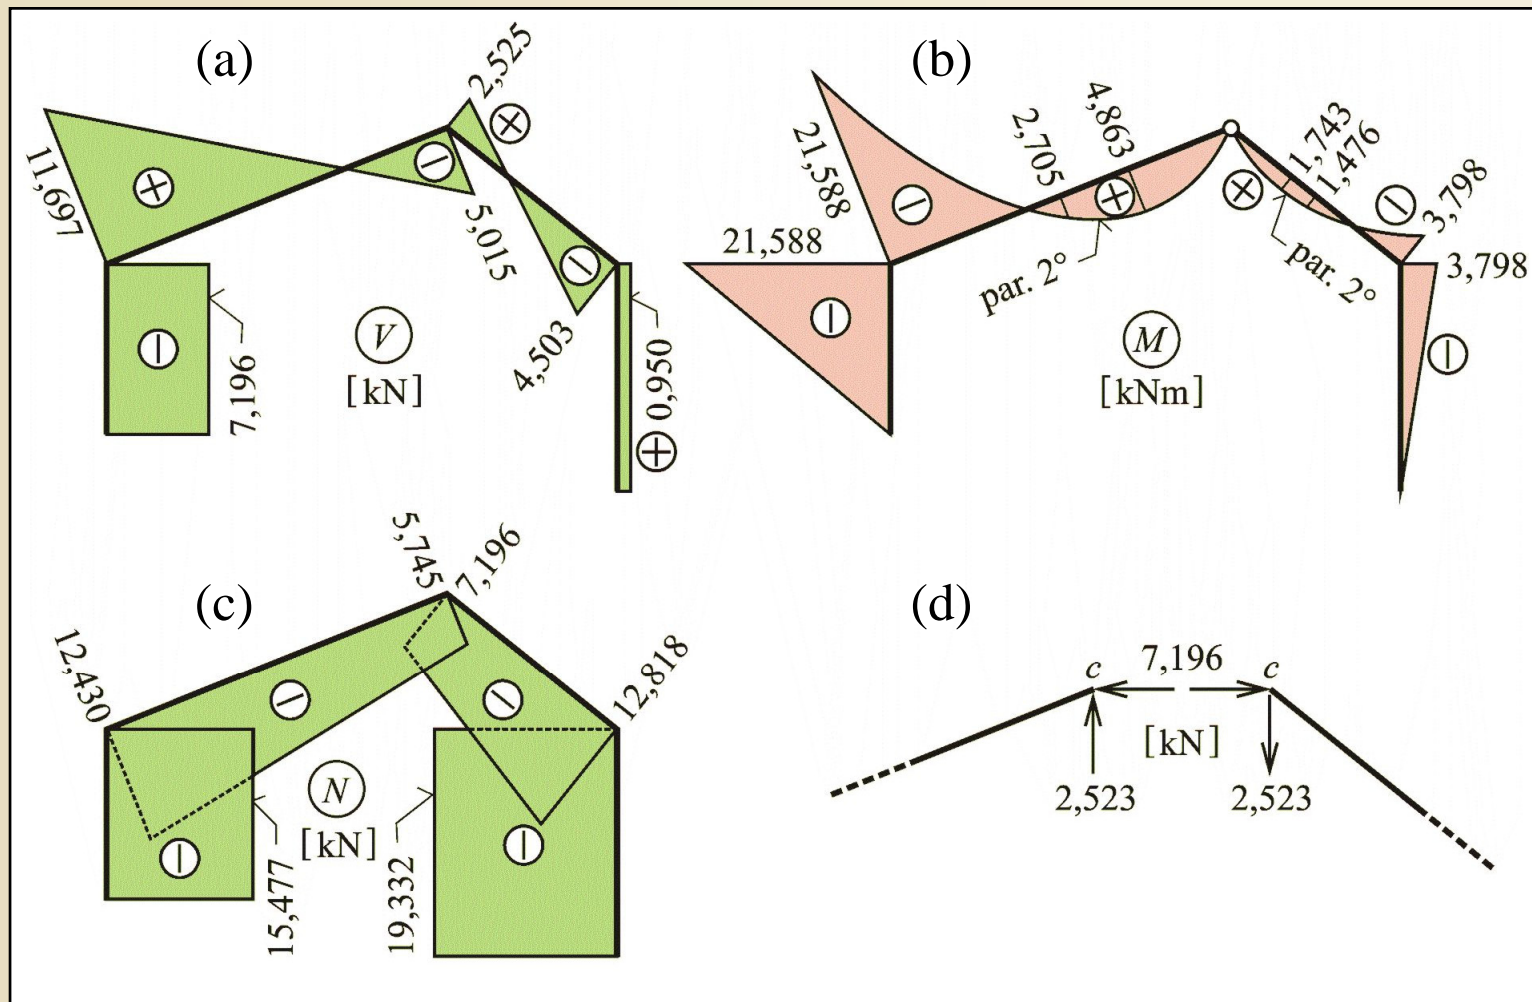 (a)
2,525
11,697
5,015
V
[kN]
7,196
4,503
0,950
(b)
21,588
21,588
2,705
4,863
par. 2°
1,743
1,476
3,798
3,798
par. 2°
M
[kNm]
(c)
5,745
7,196
12,430
12,818
N
[kN]
15,477
19,332
(d)
c
7,196
c
[kN]
2,523
2,523